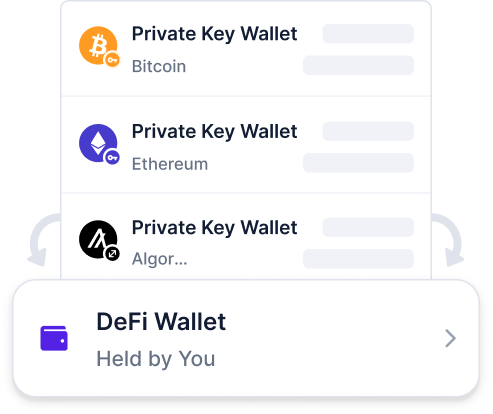 Private Key Wallet
Bitcoin
Private Key Wallet
Ethereum
Private Key Wallet
Algor...
DeFi Wallet
Held by You